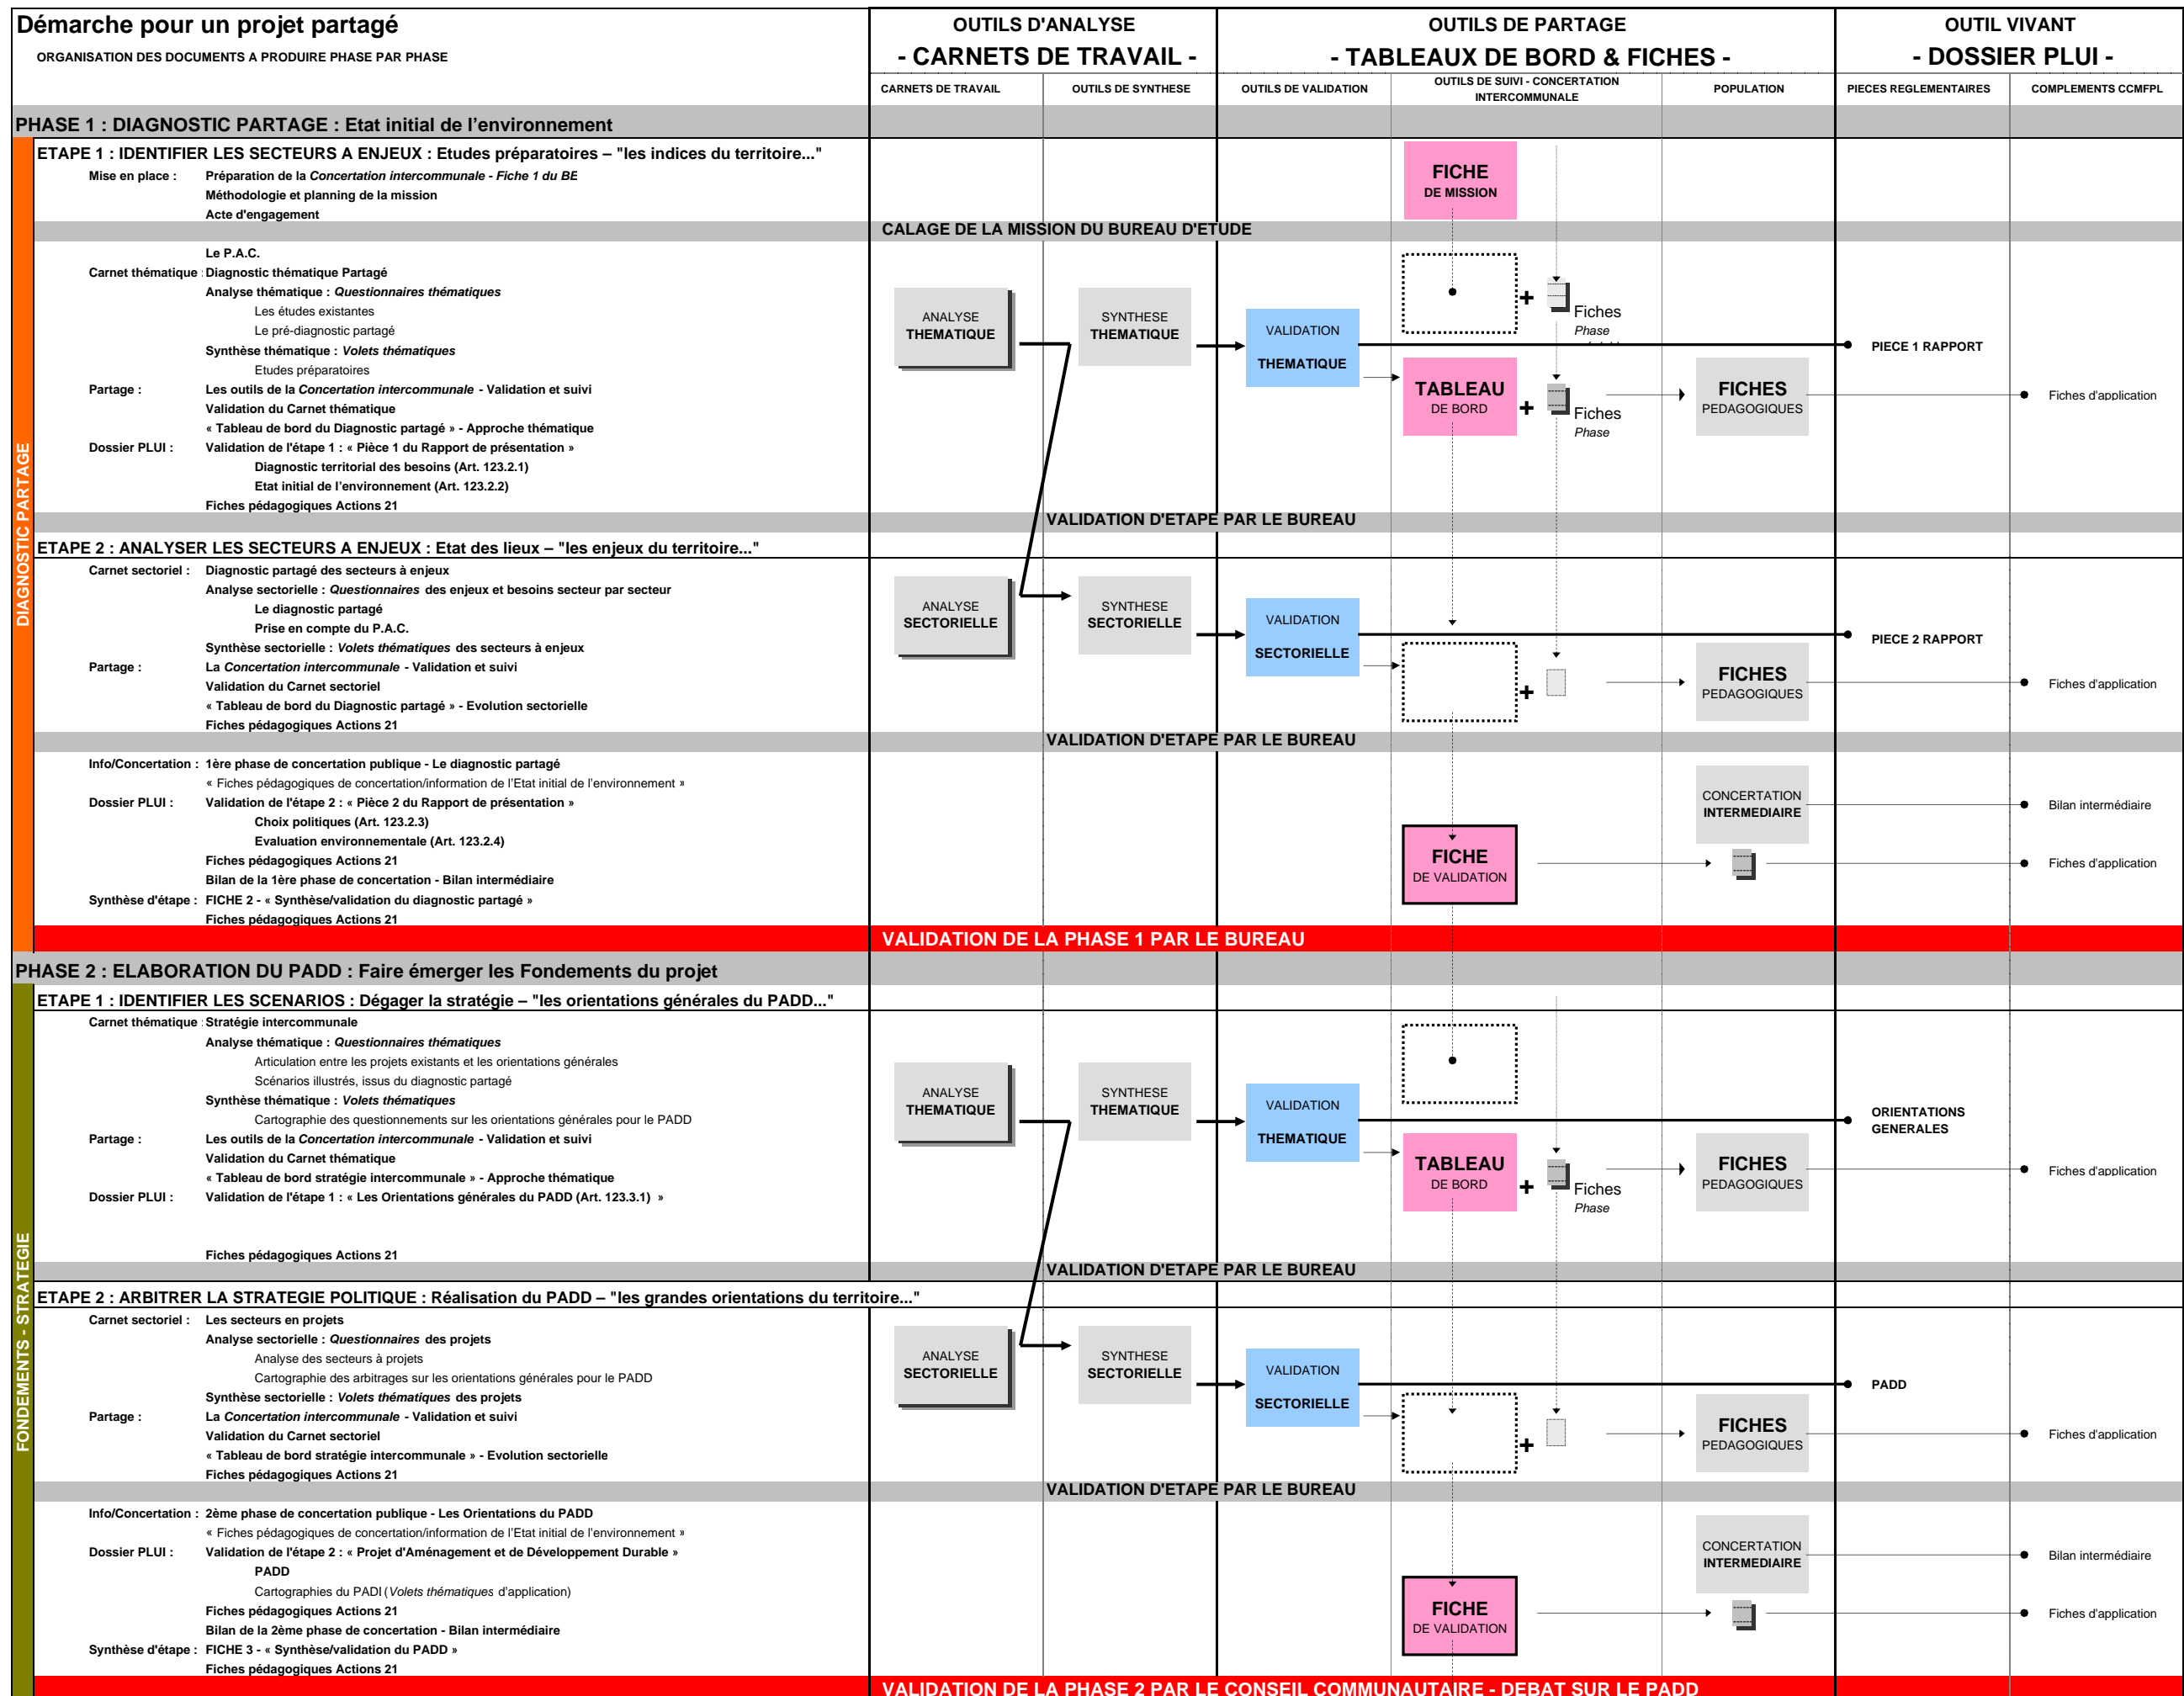 Démarche pour un projet partagé
ORGANISATION DES DOCUMENTS A PRODUIRE PHASE PAR PHASE
OUTILS D'ANALYSE
- CARNETS DE TRAVAIL -
OUTILS DE PARTAGE
- TABLEAUX DE BORD & FICHES -
OUTIL VIVANT
- DOSSIER PLUI -
CARNETS DE TRAVAIL
OUTILS DE SYNTHESE
OUTILS DE VALIDATION
OUTILS DE SUIVI - CONCERTATION
INTERCOMMUNALE
POPULATION
PIECES REGLEMENTAIRES
COMPLEMENTS CCMFPL
PHASE 1 : DIAGNOSTIC PARTAGE : Etat initial de l'environnement
DIAGNOSTIC PARTAGE
ETAPE 1 : IDENTIFIER LES SECTEURS A ENJEUX : Etudes préparatoires – "les indices du territoire..."
Mise en place : Préparation de la Concertation intercommunale - Fiche 1 du BE
Méthodologie et planning de la mission
Acte d'engagement
FICHE
DE MISSION
CALAGE DE LA MISSION DU BUREAU D'ETUDE
Le P.A.C.
Carnet thématique : Diagnostic thématique Partagé
Analyse thématique : Questionnaires thématiques
Les études existantes
Le pré-diagnostic partagé
Synthèse thématique : Volets thématiques
Etudes préparatoires
Partage : Les outils de la Concertation intercommunale - Validation et suivi
Validation du Carnet thématique
« Tableau de bord du Diagnostic partagé » - Approche thématique
Dossier PLUI : Validation de l'étape 1 : « Pièce 1 du Rapport de présentation »
Diagnostic territorial des besoins (Art. 123.2.1)
Etat initial de l'environnement (Art. 123.2.2)
Fiches pédagogiques Actions 21
ANALYSE
THEMATIQUE
SYNTHESE
THEMATIQUE
VALIDATION
THEMATIQUE
+
Fiches
Phase
PIECE 1 RAPPORT
TABLEAU
DE BORD
+
Fiches
Phase
FICHES
PEDAGOGIQUES
Fiches d'application
VALIDATION D'ETAPE PAR LE BUREAU
ETAPE 2 : ANALYSER LES SECTEURS A ENJEUX : Etat des lieux – "les enjeux du territoire..."
Carnet sectoriel : Diagnostic partagé des secteurs à enjeux
Analyse sectorielle : Questionnaires des enjeux et besoins secteur par secteur
Le diagnostic partagé
Prise en compte du P.A.C.
Synthèse sectorielle : Volets thématiques des secteurs à enjeux
Partage : La Concertation intercommunale - Validation et suivi
Validation du Carnet sectoriel
« Tableau de bord du Diagnostic partagé » - Evolution sectorielle
Fiches pédagogiques Actions 21
ANALYSE
SECTORIELLE
SYNTHESE
SECTORIELLE
VALIDATION
SECTORIELLE
PIECE 2 RAPPORT
+
FICHES
PEDAGOGIQUES
Fiches d'application
VALIDATION D'ETAPE PAR LE BUREAU
Info/Concertation : 1ère phase de concertation publique - Le diagnostic partagé
« Fiches pédagogiques de concertation/information de l'Etat initial de l'environnement »
Dossier PLUI : Validation de l'étape 2 : « Pièce 2 du Rapport de présentation »
Choix politiques (Art. 123.2.3)
Evaluation environnementale (Art. 123.2.4)
Fiches pédagogiques Actions 21
Bilan de la 1ère phase de concertation - Bilan intermédiaire
Synthèse d'étape : FICHE 2 - « Synthèse/validation du diagnostic partagé »
Fiches pédagogiques Actions 21
CONCERTATION
INTERMEDIAIRE
Bilan intermédiaire
FICHE
DE VALIDATION
Fiches d'application
VALIDATION DE LA PHASE 1 PAR LE BUREAU
PHASE 2 : ELABORATION DU PADD : Faire émerger les Fondements du projet
FONDEMENTS - STRATEGIE
ETAPE 1 : IDENTIFIER LES SCENARIOS : Dégager la stratégie – "les orientations générales du PADD..."
Carnet thématique : Stratégie intercommunale
Analyse thématique : Questionnaires thématiques
Articulation entre les projets existants et les orientations générales
Scénarios illustrés, issus du diagnostic partagé
Synthèse thématique : Volets thématiques
Cartographie des questionnements sur les orientations générales pour le PADD
Partage : Les outils de la Concertation intercommunale - Validation et suivi
Validation du Carnet thématique
« Tableau de bord stratégie intercommunale » - Approche thématique
Dossier PLUI : Validation de l'étape 1 : « Les Orientations générales du PADD (Art. 123.3.1) »
Fiches pédagogiques Actions 21
ANALYSE
THEMATIQUE
SYNTHESE
THEMATIQUE
VALIDATION
THEMATIQUE
ORIENTATIONS
GENERALES
TABLEAU
DE BORD
+
Fiches
Phase
FICHES
PEDAGOGIQUES
Fiches d'application
VALIDATION D'ETAPE PAR LE BUREAU
ETAPE 2 : ARBITRER LA STRATEGIE POLITIQUE : Réalisation du PADD – "les grandes orientations du territoire..."
Carnet sectoriel : Les secteurs en projets
Analyse sectorielle : Questionnaires des projets
Analyse des secteurs à projets
Cartographie des arbitrages sur les orientations générales pour le PADD
Synthèse sectorielle : Volets thématiques des projets
Partage : La Concertation intercommunale - Validation et suivi
Validation du Carnet sectoriel
« Tableau de bord stratégie intercommunale » - Evolution sectorielle
Fiches pédagogiques Actions 21
ANALYSE
SECTORIELLE
SYNTHESE
SECTORIELLE
VALIDATION
SECTORIELLE
PADD
+
FICHES
PEDAGOGIQUES
Fiches d'application
VALIDATION D'ETAPE PAR LE BUREAU
Info/Concertation : 2ème phase de concertation publique - Les Orientations du PADD
« Fiches pédagogiques de concertation/information de l'Etat initial de l'environnement »
Dossier PLUI : Validation de l'étape 2 : « Projet d'Aménagement et de Développement Durable »
PADD
Cartographies du PADI (Volets thématiques d'application)
Fiches pédagogiques Actions 21
Bilan de la 2ème phase de concertation - Bilan intermédiaire
Synthèse d'étape : FICHE 3 - « Synthèse/validation du PADD »
Fiches pédagogiques Actions 21
CONCERTATION
INTERMEDIAIRE
Bilan intermédiaire
FICHE
DE VALIDATION
Fiches d'application
VALIDATION DE LA PHASE 2 PAR LE CONSEIL COMMUNAUTAIRE - DEBAT SUR LE PADD